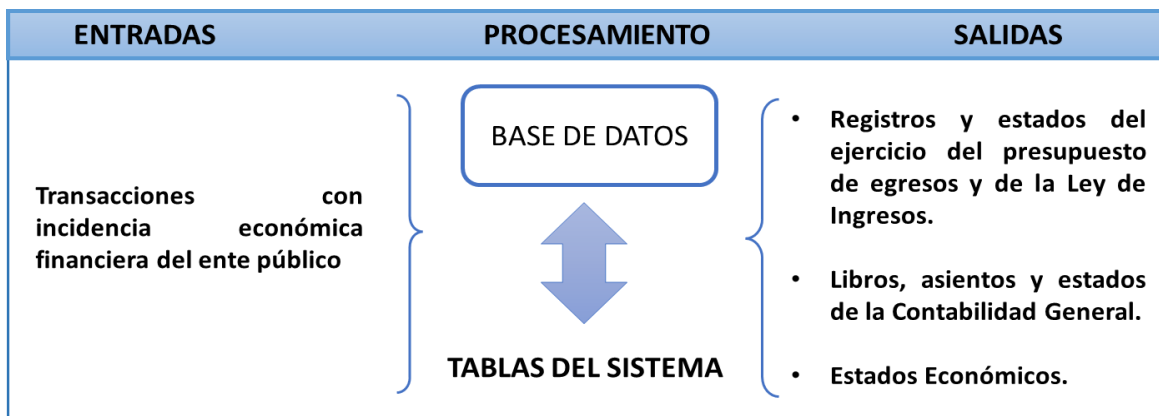 ENTRADAS
PROCESAMIENTO
SALIDAS
Transacciones con
incidencia económica
financiera del ente público
BASE DE DATOS
TABLAS DEL SISTEMA
• Registros y estados del
ejercicio del presupuesto
de egresos y de la Ley de
Ingresos.
• Libros, asientos y estados
de la Contabilidad General.
• Estados Económicos.